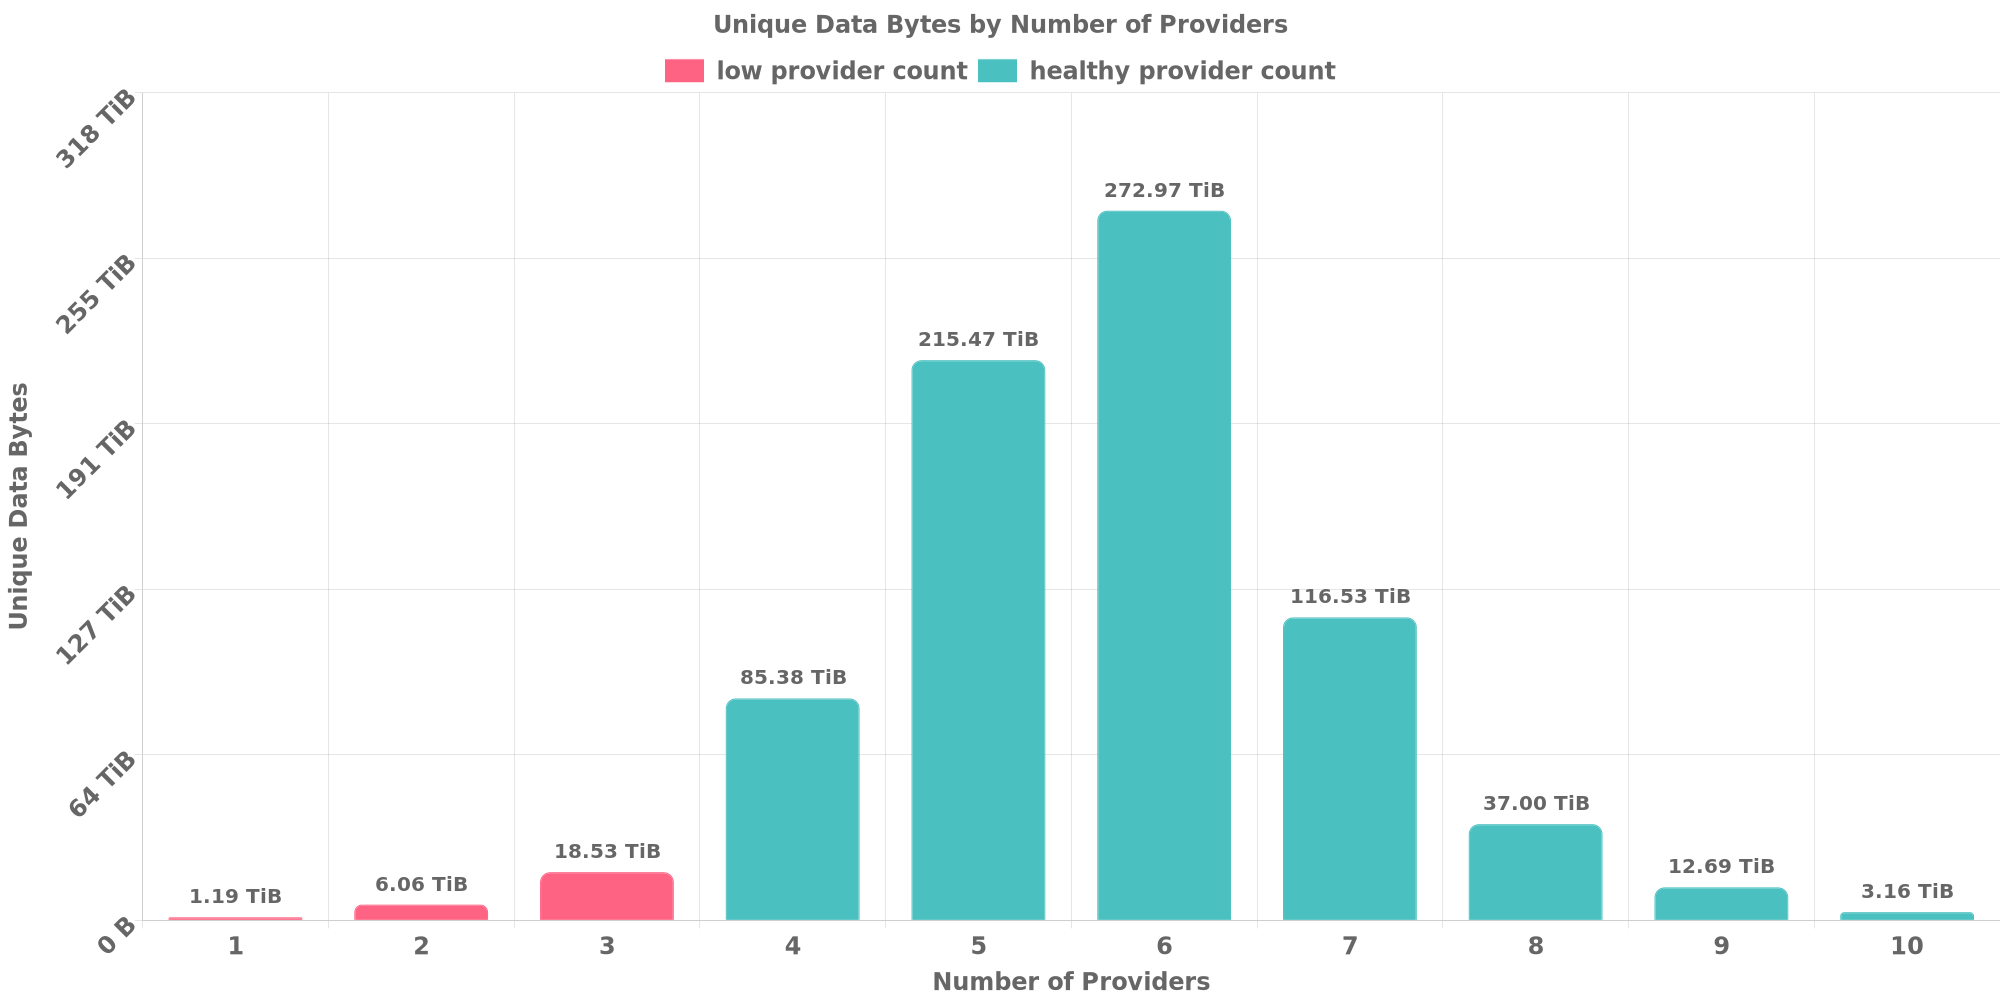 Unique Data Bytes by Number of Providers
low provider count healthy provider count
318 TiB
255 TiB
191 TiB
127 TiB
64 TiB
0 B
Unique Data Bytes
1.19 TiB
6.06 TiB
18.53 TiB
85.38 TiB
215.47 TiB
272.97 TiB
116.53 TiB
37.00 TiB
12.69 TiB
3.16 TiB
1 2 3 4 5 6 7 8 9 10
Number of Providers